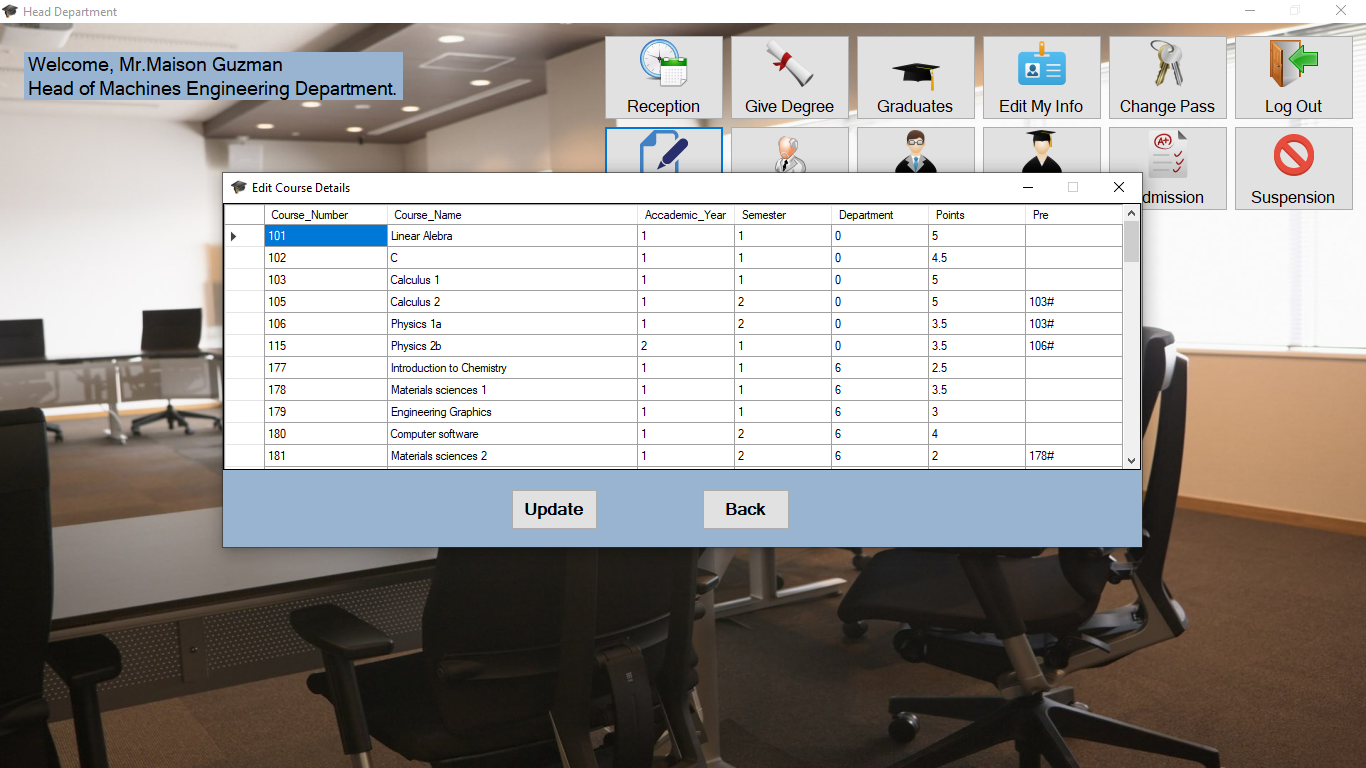 Head Department
Welcome, Mr.Maison Guzman
Head of Machines Engineering Department.
Reception Give Degree Graduates Edit My Info Change Pass Log Out
A+
Suspension
Edit Course Details
Course_Number Course_Name Accademic_Year Semester Department Points Pre
101 Linear Alebra 1 1 0 5
102 C 1 1 0 4.5
103 Calculus 1 1 1 0 5
105 Calculus 2 1 2 0 5 103#
106 Physics 1a 1 2 0 3.5 103#
115 Physics 2b 2 1 0 3.5 106#
177 Introduction to Chemistry 1 1 6 2.5
178 Materials sciences 1 1 1 6 3.5
179 Engineering Graphics 1 1 6 3
180 Computer software 1 2 6 4
181 Materials sciences 2 1 2 6 2 178#
Update Back